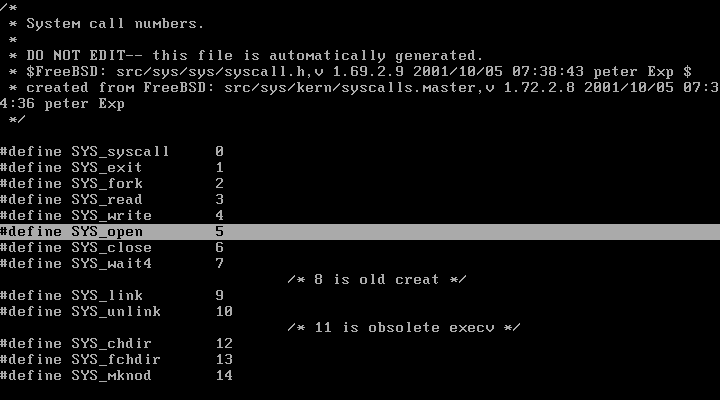 /*
 * System call numbers.
 *
 * DO NOT EDIT-- this file is automatically generated.
 * $FreeBSD: src/sys/sys/syscall.h,v 1.69.2.9 2001/10/05 07:38:43 peter Exp $
 * created from FreeBSD: src/sys/kern/syscalls.master,v 1.72.2.8 2001/10/05 07:3
4:36 peter Exp
 */
#define SYS_syscall     0
#define SYS_exit        1
#define SYS_fork        2
#define SYS_read        3
#define SYS_write       4
#define SYS_open        5
#define SYS_close       6
#define SYS_wait4       7
                                /* 8 is old creat */
#define SYS_link        9
#define SYS_unlink      10
                                /* 11 is obsolete execv */
#define SYS_chdir       12
#define SYS_fchdir      13
#define SYS_mknod       14